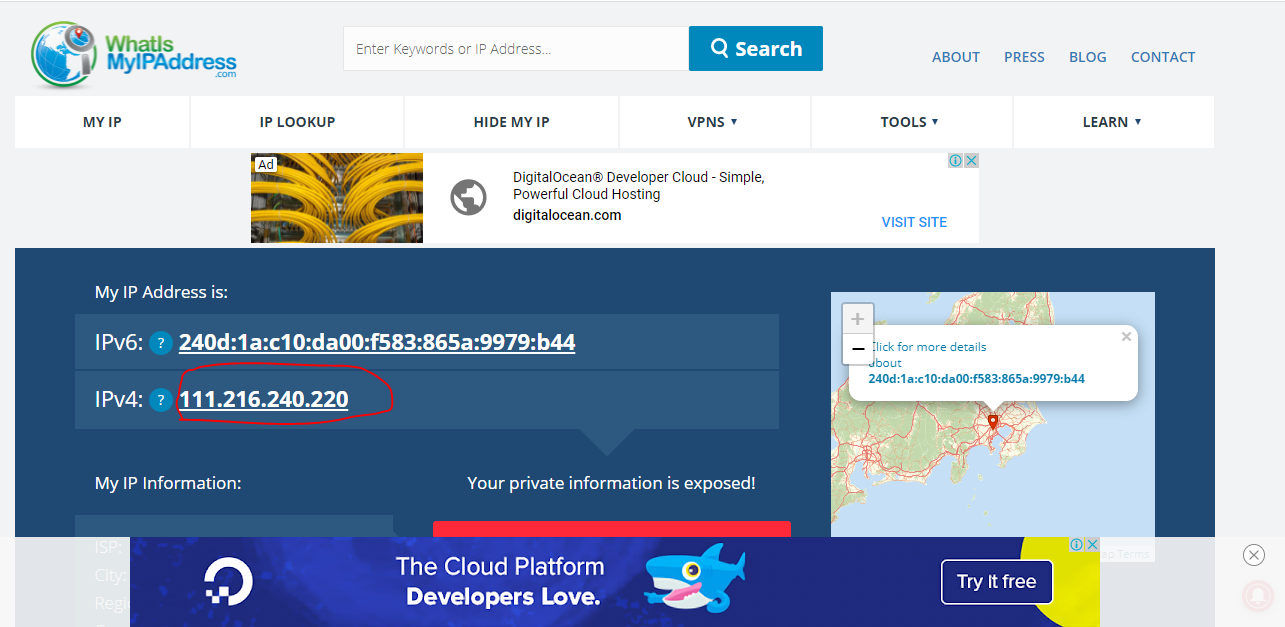 WhatIs
MyIPAddress
.com
Enter Keywords or IP Address...
Search
ABOUT PRESS BLOG CONTACT
MY IP IP LOOKUP HIDE MY IP VPNS TOOLS LEARN
Ad
DigitalOcean® Developer Cloud - Simple,
Powerful Cloud Hosting
digitalocean.com
VISIT SITE
My IP Address is:
IPv6: ? 240d:1a:c10:da00:f583:865a:9979:b44
IPv4: ? 111.216.240.220
+
−
Click for more details
about
240d:1a:c10:da00:f583:865a:9979:b44
My IP Information:
Your private information is exposed!
ISP:
City:
Terms
The Cloud Platform
Developers Love.
Try It free